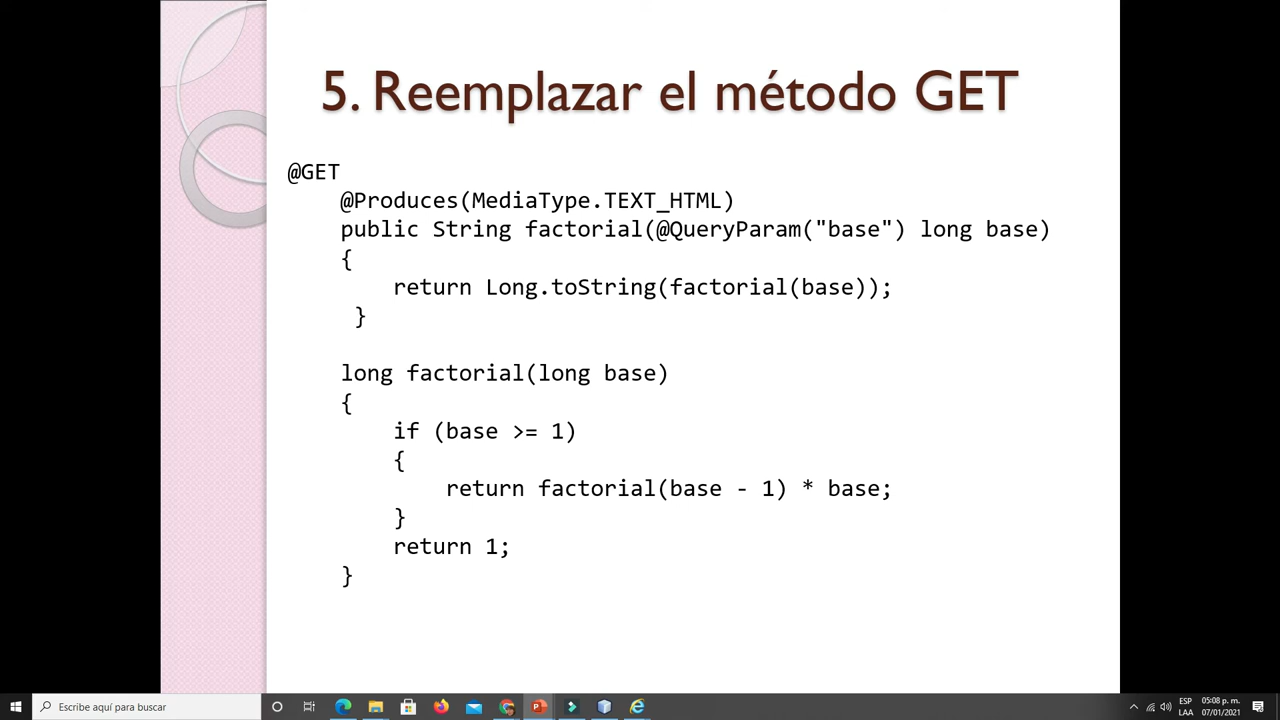 5. Reemplazar el método GET
@GET
@Produces(MediaType.TEXT_HTML)
public String factorial(@QueryParam("base") long base)
{
return Long.toString(factorial(base));
}
long factorial(long base)
{
if (base >= 1)
{
return factorial(base - 1) * base;
}
return 1;
}
Escribe aquí para buscar
ESP
LAA
05:08 p. m.
07/01/2021